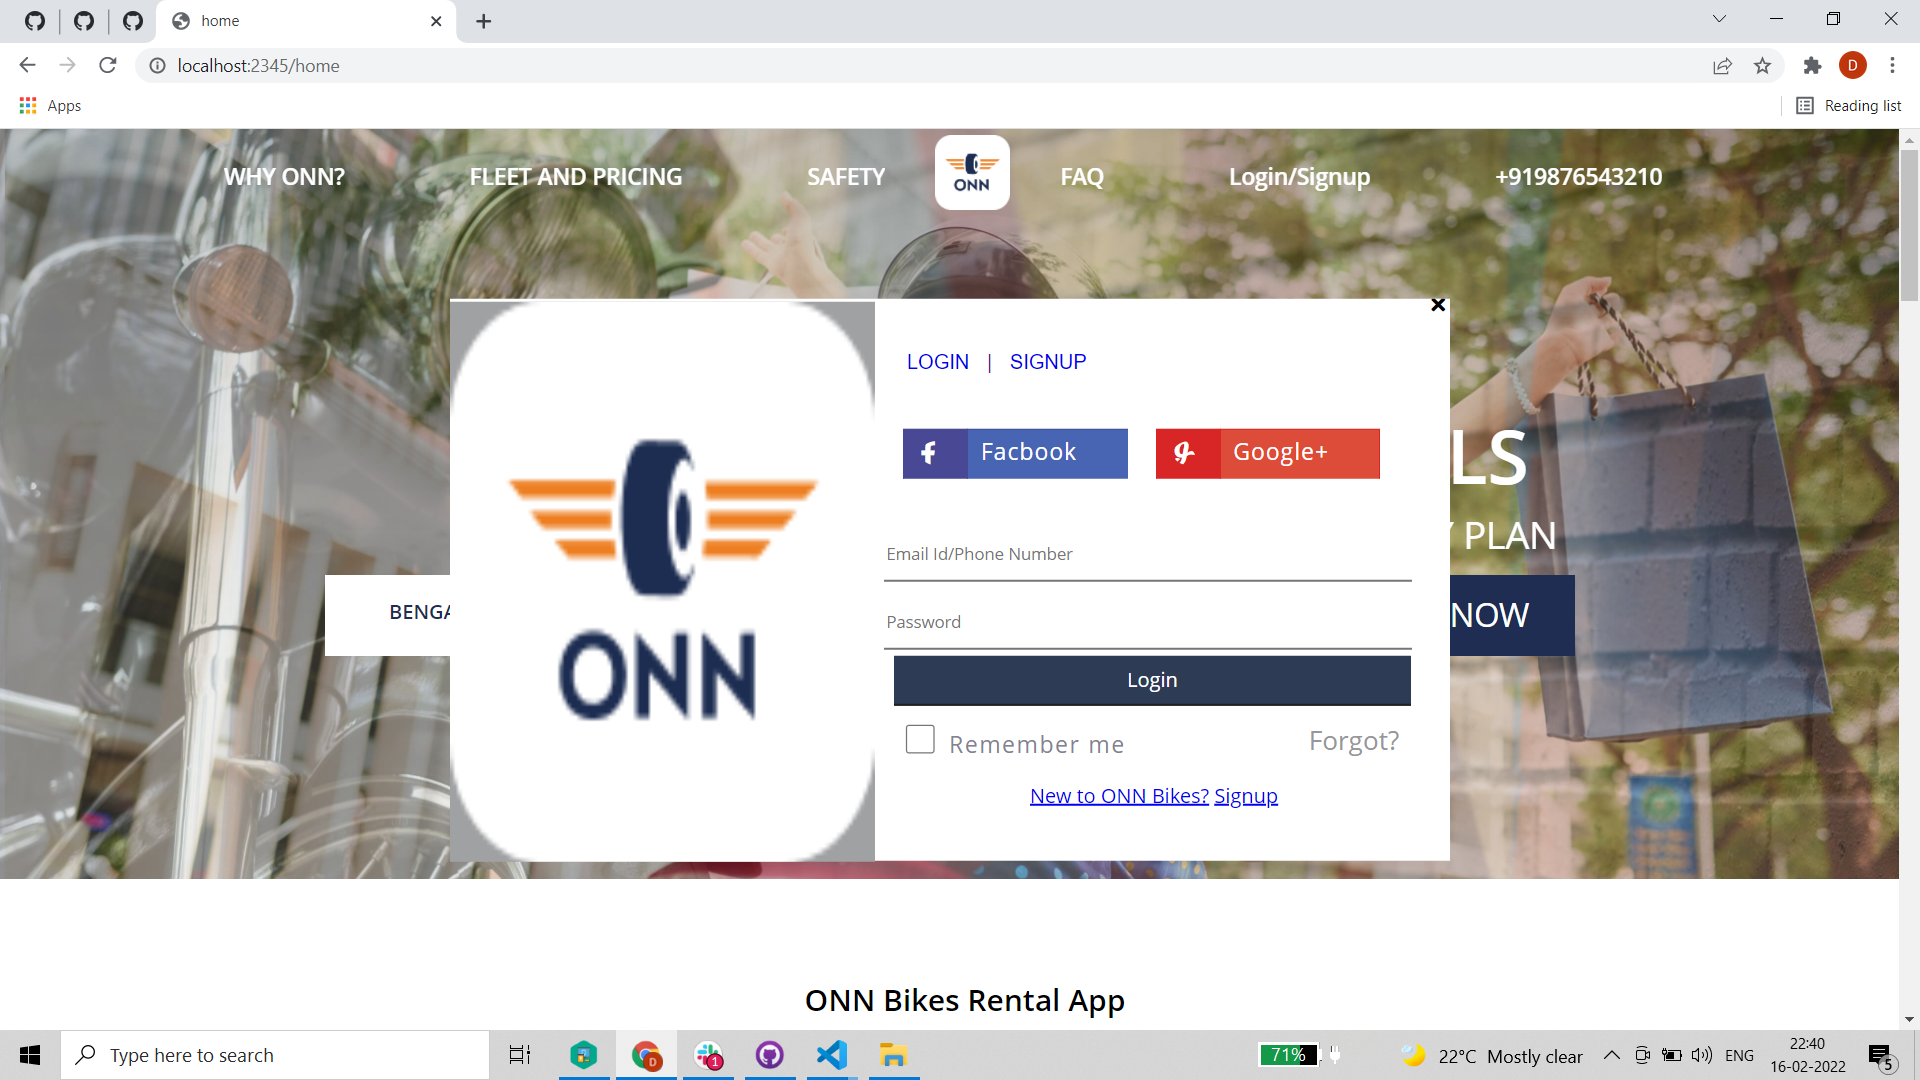 home
localhost:2345/home
Apps
Reading list
D
WHY ONN?
FLEET AND PRICING
SAFETY
ONN
FAQ
Login/Signup
+919876543210
LOGIN | SIGNUP
Facbook
Google+
LS
PLAN
Email Id/Phone Number
BENGA
NOW
Password
ONN
Login
Remember me
Forgot?
New to ONN Bikes? Signup
ONN Bikes Rental App
Type here to search
D
1
71%
22°C Mostly clear
ENG
22:40
16-02-2022
5